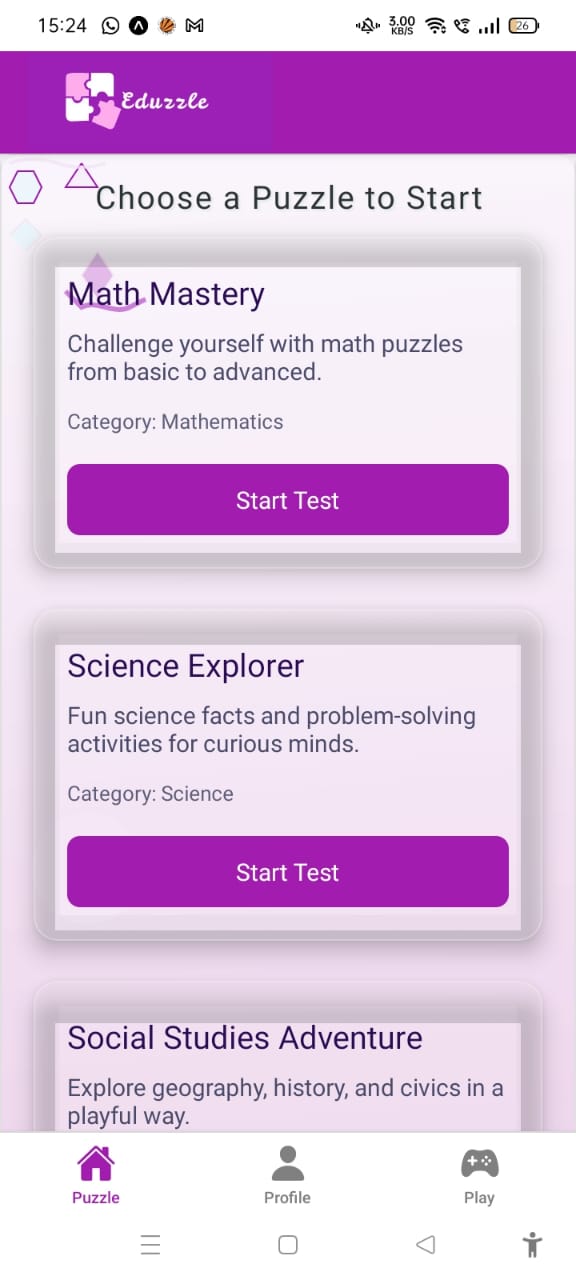 15:24
3.00
KB/S
26
Eduzzle
Choose a Puzzle to Start
Math Mastery
Challenge yourself with math puzzles
from basic to advanced.
Category: Mathematics
Start Test
Science Explorer
Fun science facts and problem-solving
activities for curious minds.
Category: Science
Start Test
Social Studies Adventure
Explore geography, history, and civics in a
playful way.
Puzzle
Profile
Play